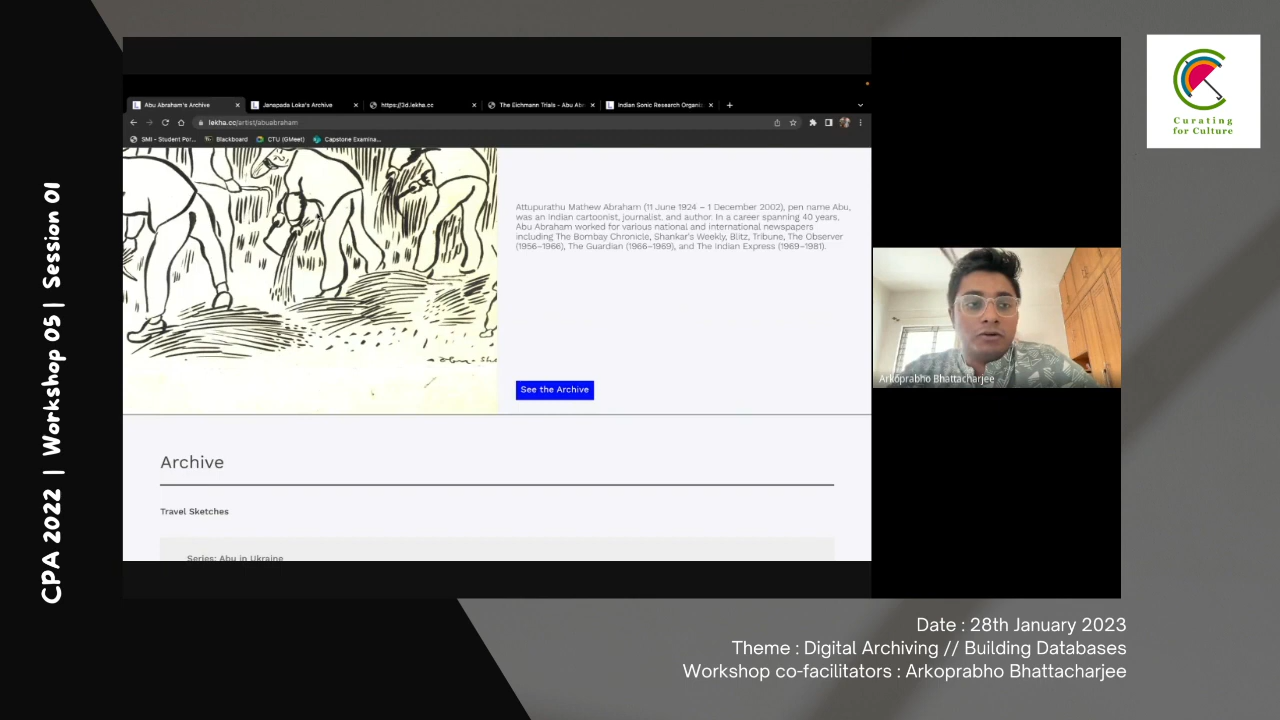 CPA 2022 | Workshop 05 | Session 01
Abu Abraham's Archive
Janapada Loka's Archive
https://2d.lekha.cc
The Eichmann Trials - Abu Ab
Indian Sonic Research Organiz
lekha.cc/artist/abuabraham
SMI - Student Por...
Blackboard
CTU (GMeet)
Capstone Examina...
Attupurathu Mathew Abraham (11 June 1924 – 1 December 2002), pen name Abu,
was an Indian cartoonist, journalist, and author. In a career spanning 40 years,
Abu Abraham worked for various national and international newspapers
including The Bombay Chronicle, Shankar's Weekly, Blitz, Tribune, The Observer
(1956–1966), The Guardian (1966–1969), and The Indian Express (1969–1981).
See the Archive
Archive
Travel Sketches
Series: Abu in Ukraine
Arkoprabho Bhattacharjee
Curating
for Culture
Date : 28th January 2023
Theme : Digital Archiving // Building Databases
Workshop co-facilitators : Arkoprabho Bhattacharjee